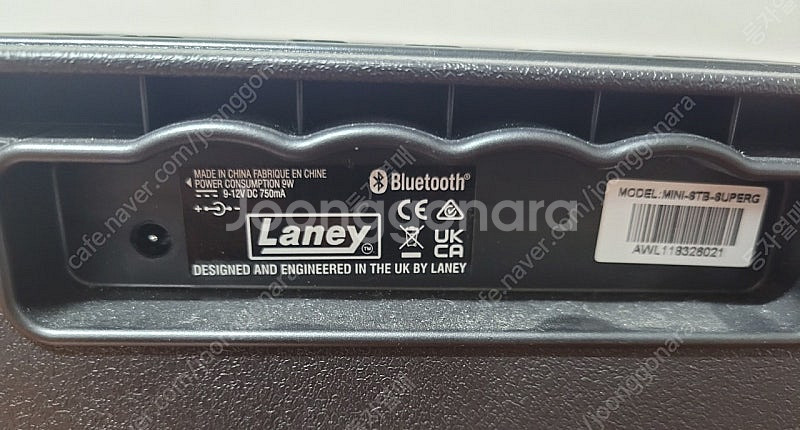 MADE IN CHINA FABRIQUE EN CHINE
POWER CONSUMPTION 9W
9-12V DC 750mA
Bluetooth®
Laney™
CE
UK
CA
DESIGNED AND ENGINEERED IN THE UK BY LANEY
MODEL:MINI-STB-SUPERG
AWL118328021
Joonggonara
cafe.naver.com/joonggonara